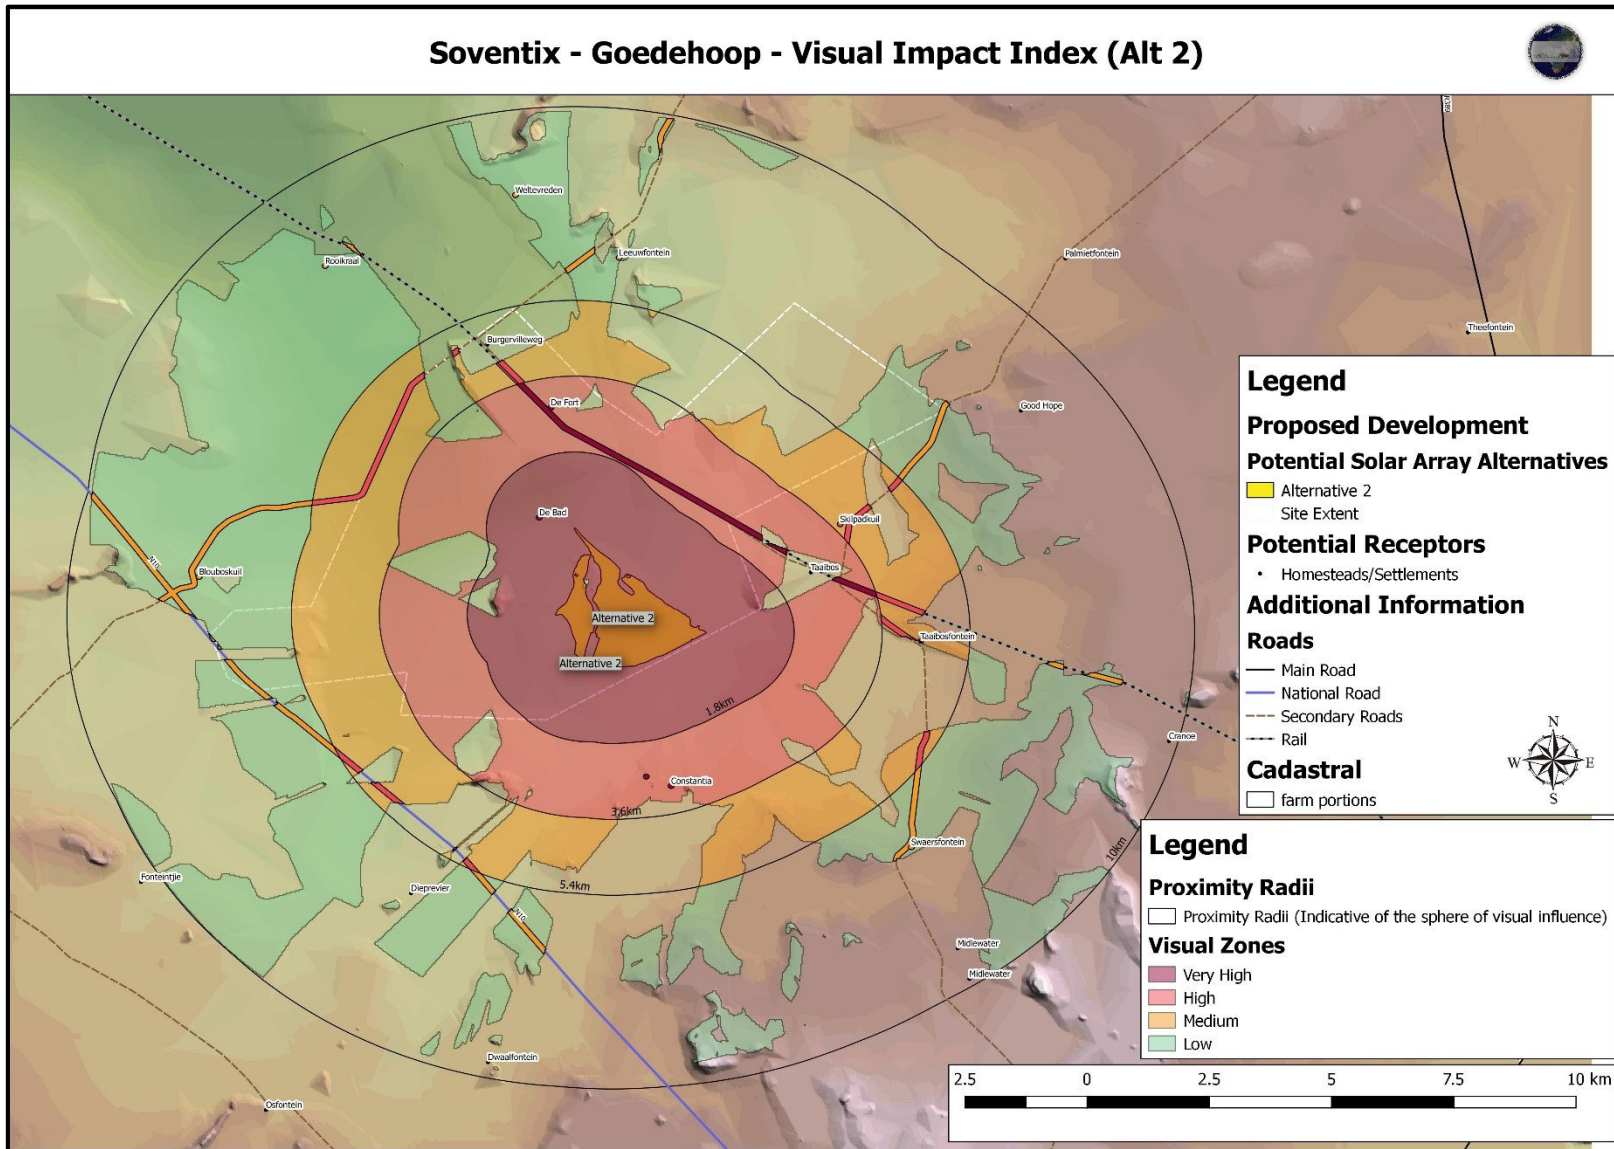 Soventix - Goedehoop - Visual Impact Index (Alt 2)
R389
Weltevreden
Leeuwfontein
Rooikraal
Palmietfontein
Theefontein
Burgervilleweg
De Fort
Good Hope
De Bad
Skilpadkuil
N10
Blouboskuil
Taaibos
Alternative 2
Taaibosfontein
Alternative 2
1.8km
Cranoe
Constantia
3.6km
Swaersfontein
10km
Fonteintjie
Dieprevier
5.4km
N10
Midlewater
Midlewater
Dwaalfontein
Osfontein
Legend
Proposed Development
Potential Solar Array Alternatives
Alternative 2
Site Extent
Potential Receptors
Homesteads/Settlements
Additional Information
Roads
Main Road
National Road
Secondary Roads
Rail
Cadastral
farm portions
N
W E
S
Legend
Proximity Radii
Proximity Radii (Indicative of the sphere of visual influence)
Visual Zones
Very High
High
Medium
Low
2.5 0 2.5 5 7.5 10 km